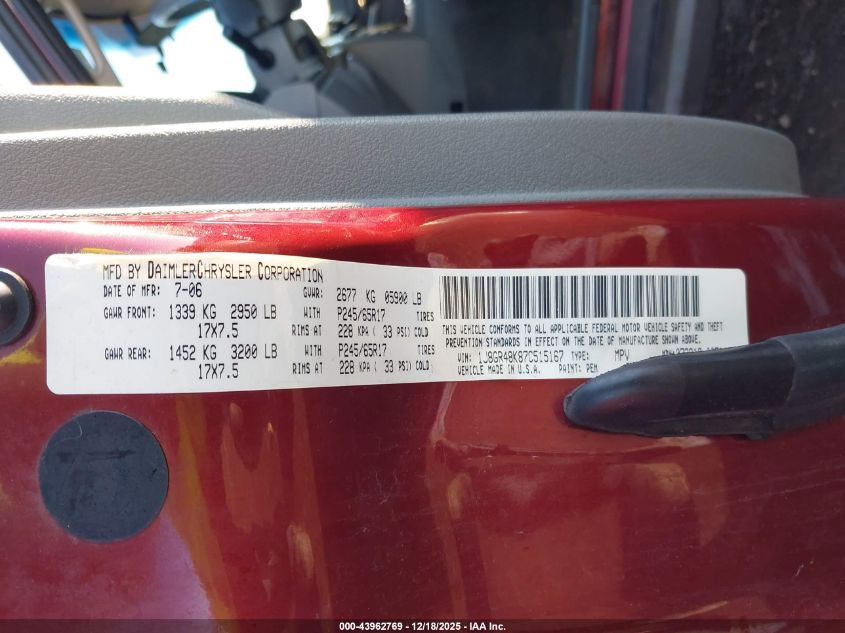 MFD BY DAIMLERCHRYSLER CORPORATION
DATE OF MFR: 7-06 GVWR: 2677 KG 05900 LB
GAWR FRONT: 1339 KG 2950 LB WITH P245/65R17 TIRES
17X7.5 RIMS AT 228 KPA ( 33 PSI) COLD
GAWR REAR: 1452 KG 3200 LB WITH P245/65R17 TIRES
17X7.5 RIMS AT 228 KPA ( 33 PSI) COLD
THIS VEHICLE CONFORMS TO ALL APPLICABLE FEDERAL MOTOR VEHICLE SAFETY AND THEFT
PREVENTION STANDARDS IN EFFECT ON THE DATE OF MANUFACTURE SHOWN ABOVE.
VIN: 1J8GR48K87C515167 TYPE: MPV
VEHICLE MADE IN U.S.A. PAINT: PEM
000-43962769 - 12/18/2025 - IAA Inc.